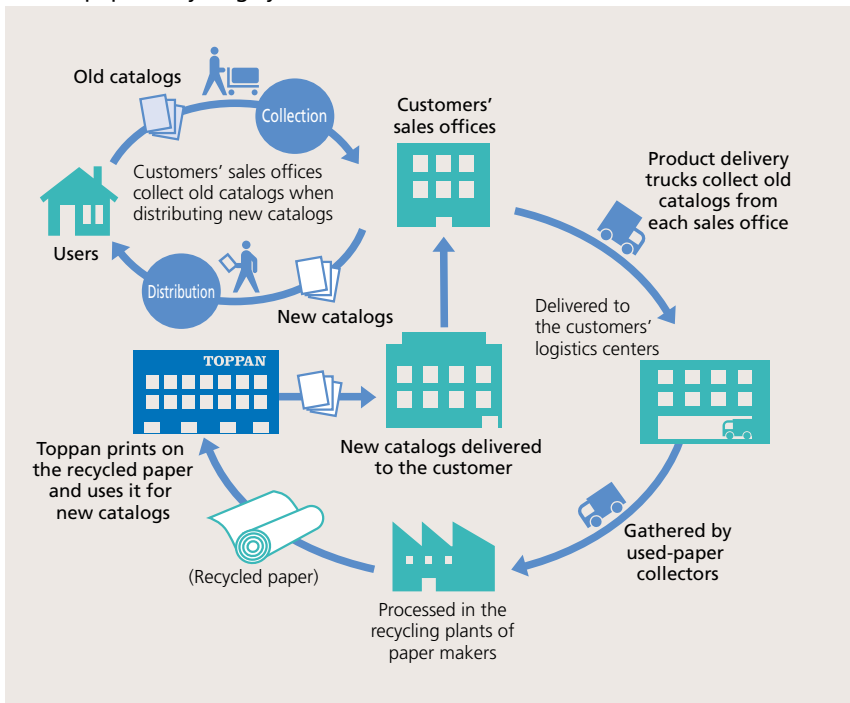 Old catalogs
Collection
Customers’
sales offices
Customers’ sales offices
collect old catalogs when
distributing new catalogs
Users
Distribution
New catalogs
Product delivery
trucks collect old
catalogs from
each sales office
Delivered to
the customers’
logistics centers
TOPPAN
Toppan prints on
the recycled paper
and uses it for
new catalogs
New catalogs delivered
to the customer
Gathered by
used-paper
collectors
(Recycled paper)
Processed in the
recycling plants of
paper makers